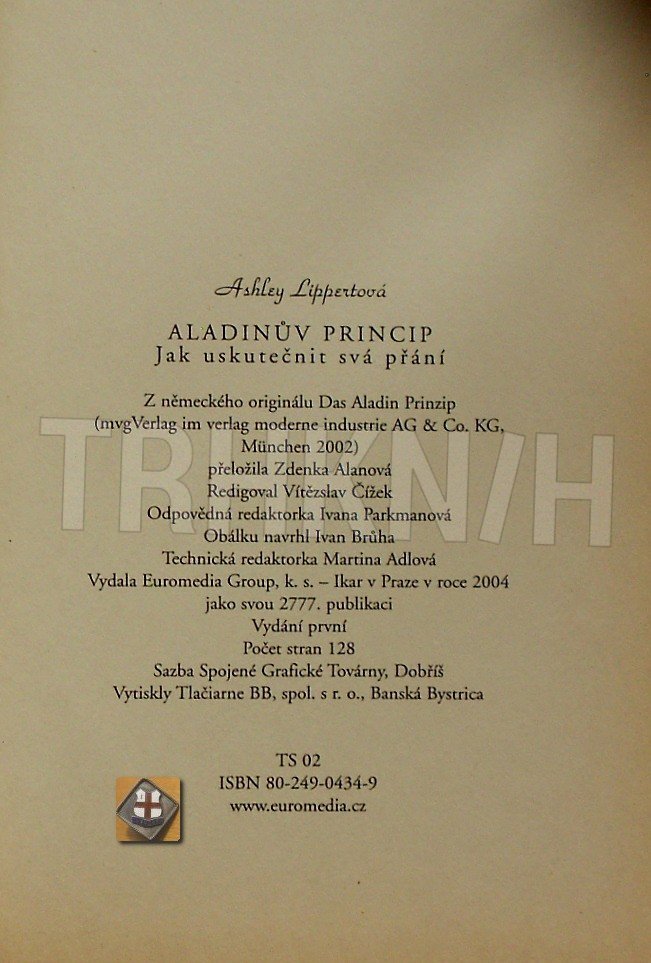 Ashley Lippertová
ALADINŮV PRINCIP
Jak uskutečnit svá přání
Z německého originálu Das Aladin Prinzip
(mvgVerlag im verlag moderne industrie AG & Co. KG,
München 2002)
přeložila Zdenka Alanová
Redigoval Vítězslav Čížek
Odpovědná redaktorka Ivana Parkmanová
Obálku navrhl Ivan Brůha
Technická redaktorka Martina Adlová
Vydala Euromedia Group, k. s. – Ikar v Praze v roce 2004
jako svou 2777. publikaci
Vydání první
Počet stran 128
Sazba Spojené Grafické Továrny, Dobříš
Vytiskly Tlačiarne BB, spol. s r. o., Banská Bystrica
TS 02
ISBN 80-249-0434-9
www.euromedia.cz